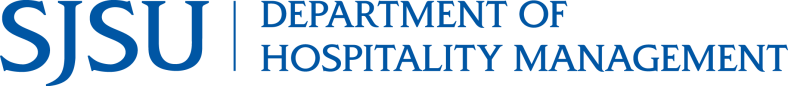 SJSU
DEPARTMENT OF
HOSPITALITY MANAGEMENT